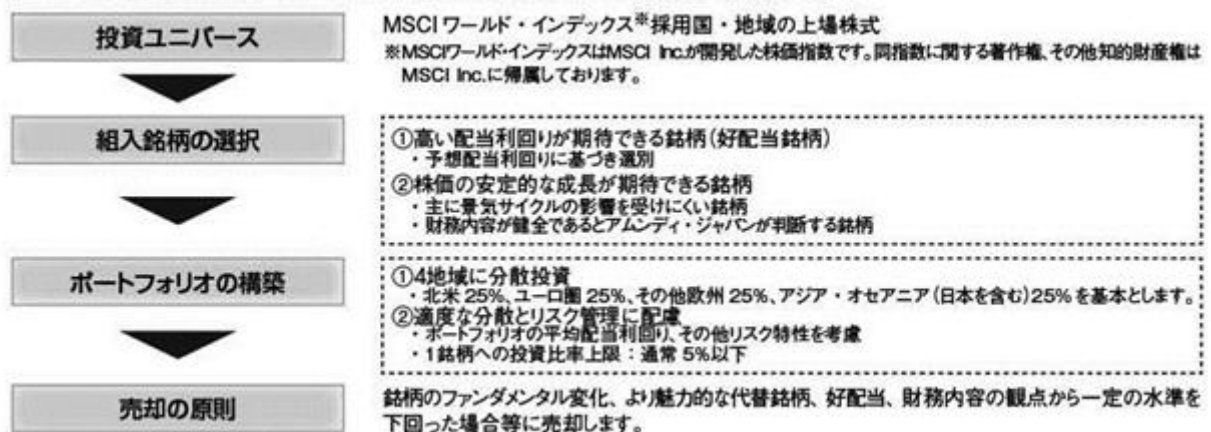 投資ユニバース
MSCIワールド・インデックス※採用国・地域の上場株式
※MSCIワールド・インデックスはMSCI Inc.が開発した株価指数です。同指数に関する著作権、その他知的財産権は
MSCI Inc.に帰属しております。
組入銘柄の選択
①高い配当利回りが期待できる銘柄(好配当銘柄)
・予想配当利回りに基づき選別
②株価の安定的な成長が期待できる銘柄
・主に景気サイクルの影響を受けにくい銘柄
・財務内容が健全であるとアムンディ・ジャパンが判断する銘柄
ポートフォリオの構築
①4地域に分散投資
・北米 25%、ユーロ圏 25%、その他欧州 25%、アジア・オセアニア(日本を含む)25%を基本とします。
②適度な分散とリスク管理に配慮
・ポートフォリオの平均配当利回り、その他リスク特性を考慮
・1銘柄への投資比率上限:通常 5%以下
売却の原則
銘柄のファンダメンタル変化、より魅力的な代替銘柄、好配当、財務内容の観点から一定の水準を
下回った場合等に売却します。